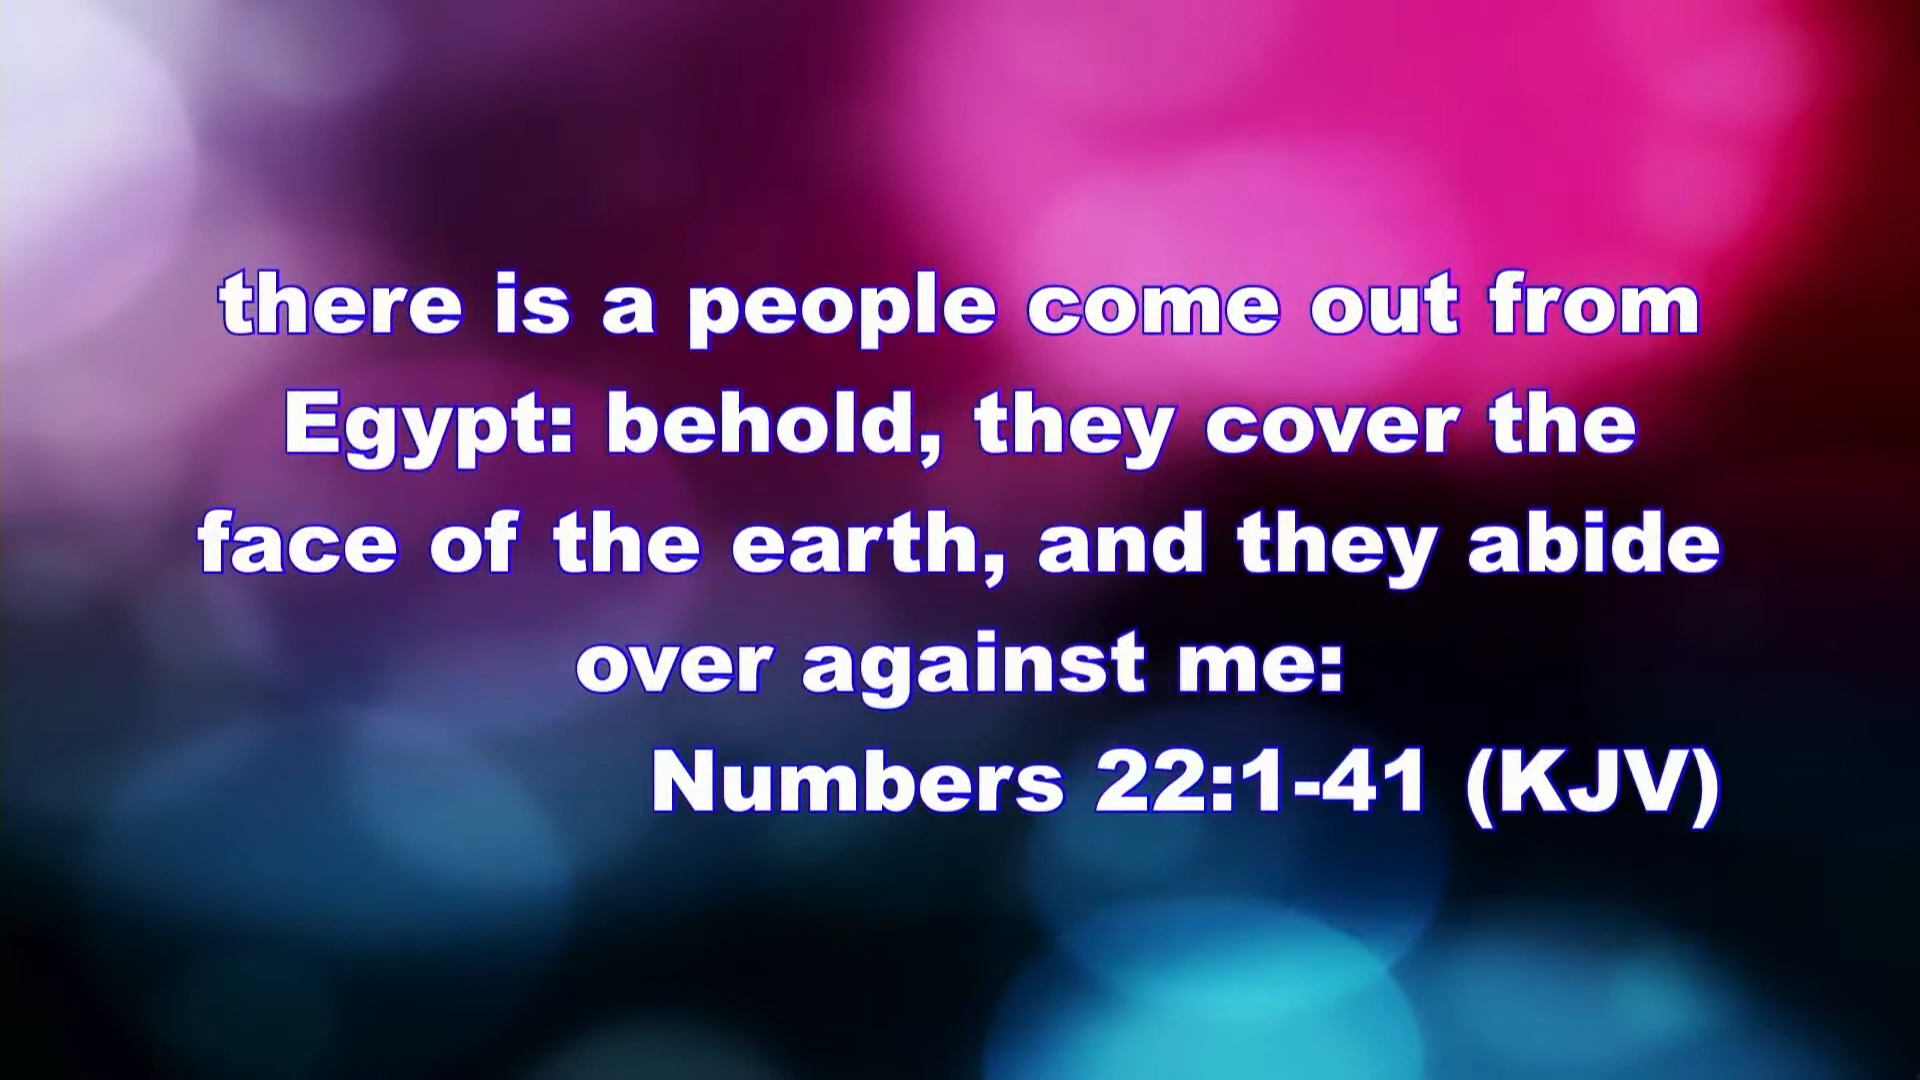 there is a people come out from
Egypt: behold, they cover the
face of the earth, and they abide
over against me:
Numbers 22:1-41 (KJV)